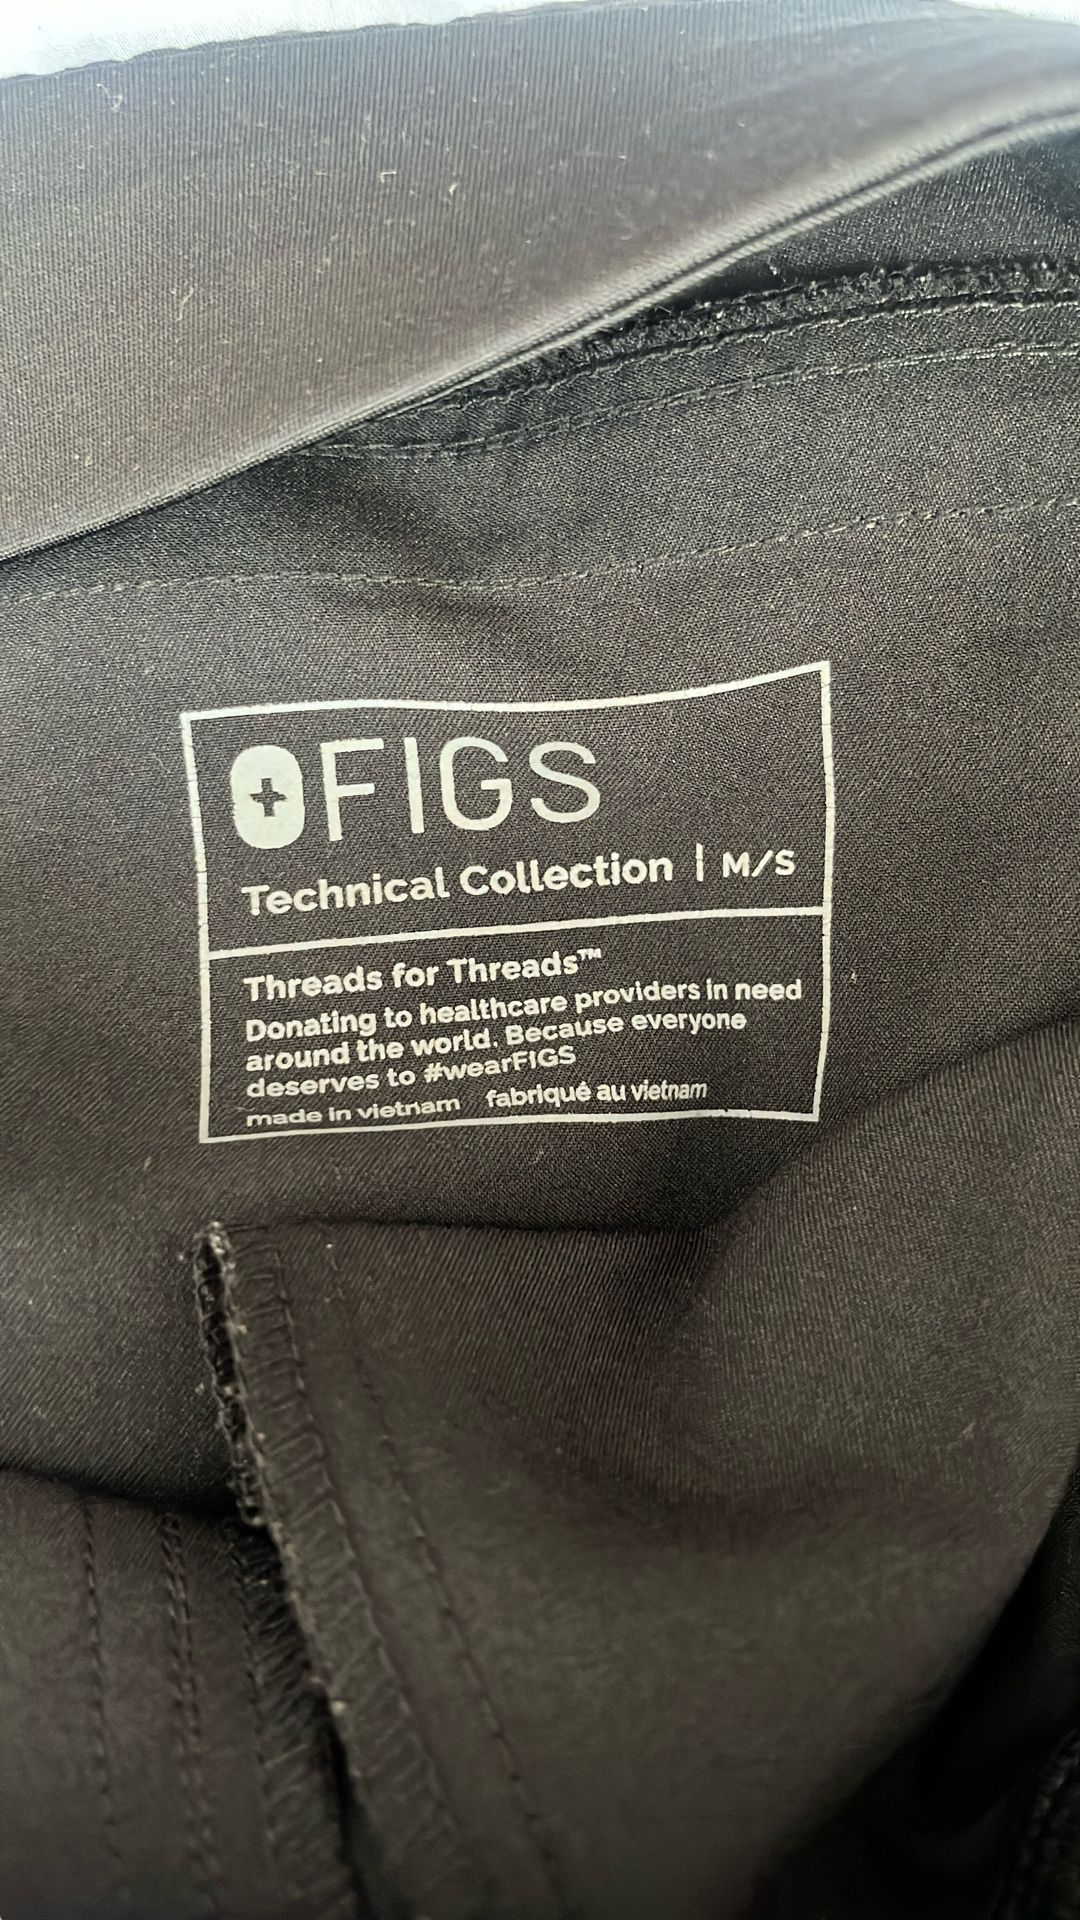 FIGS
Technical Collection | M/S
Threads for Threads™
Donating to healthcare providers in need
around the world. Because everyone
deserves to #wearFIGS
made in vietnam fabriqué au vietnam